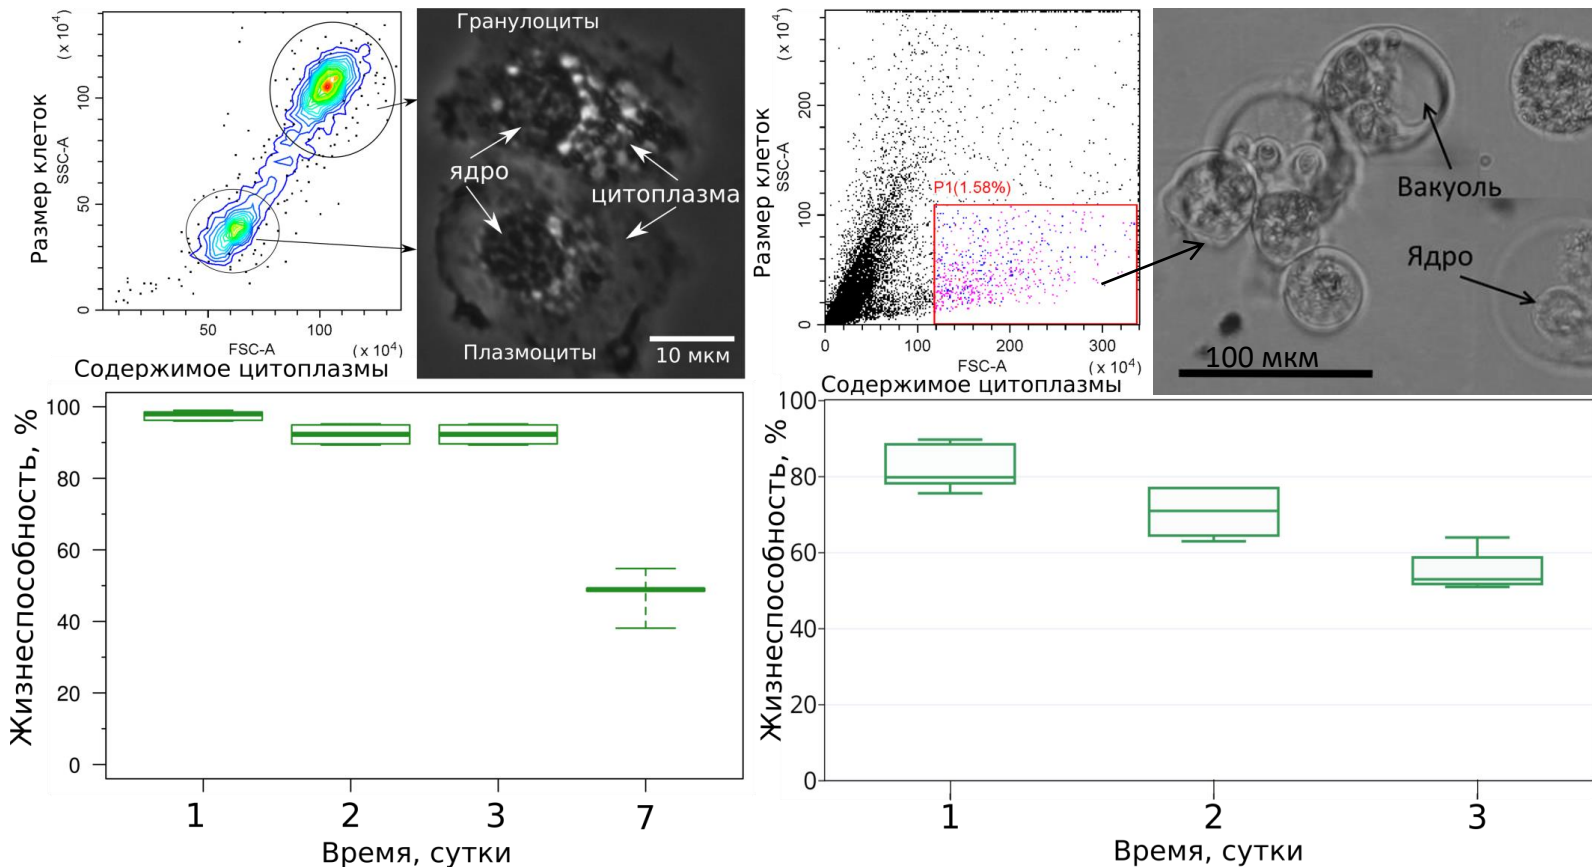 Размер клеток
SSC-A
(x 10⁴)
100
50
0
50
100
FSC-A
(x 10⁴)
Содержимое цитоплазмы
Гранулоциты
ядро
цитоплазма
Плазмоциты
10 мкм
Размер клеток
SSC-A
(x 10⁴)
200
100
0
P1(1.58%)
0
100
200
300
340
FSC-A
(x 10⁴)
Содержимое цитоплазмы
Вакуоль
Ядро
100 мкм
Жизнеспособность, %
100
80
60
40
20
0
1
2
3
7
Время, сутки
Жизнеспособность, %
100
80
60
40
20
0
1
2
3
Время, сутки